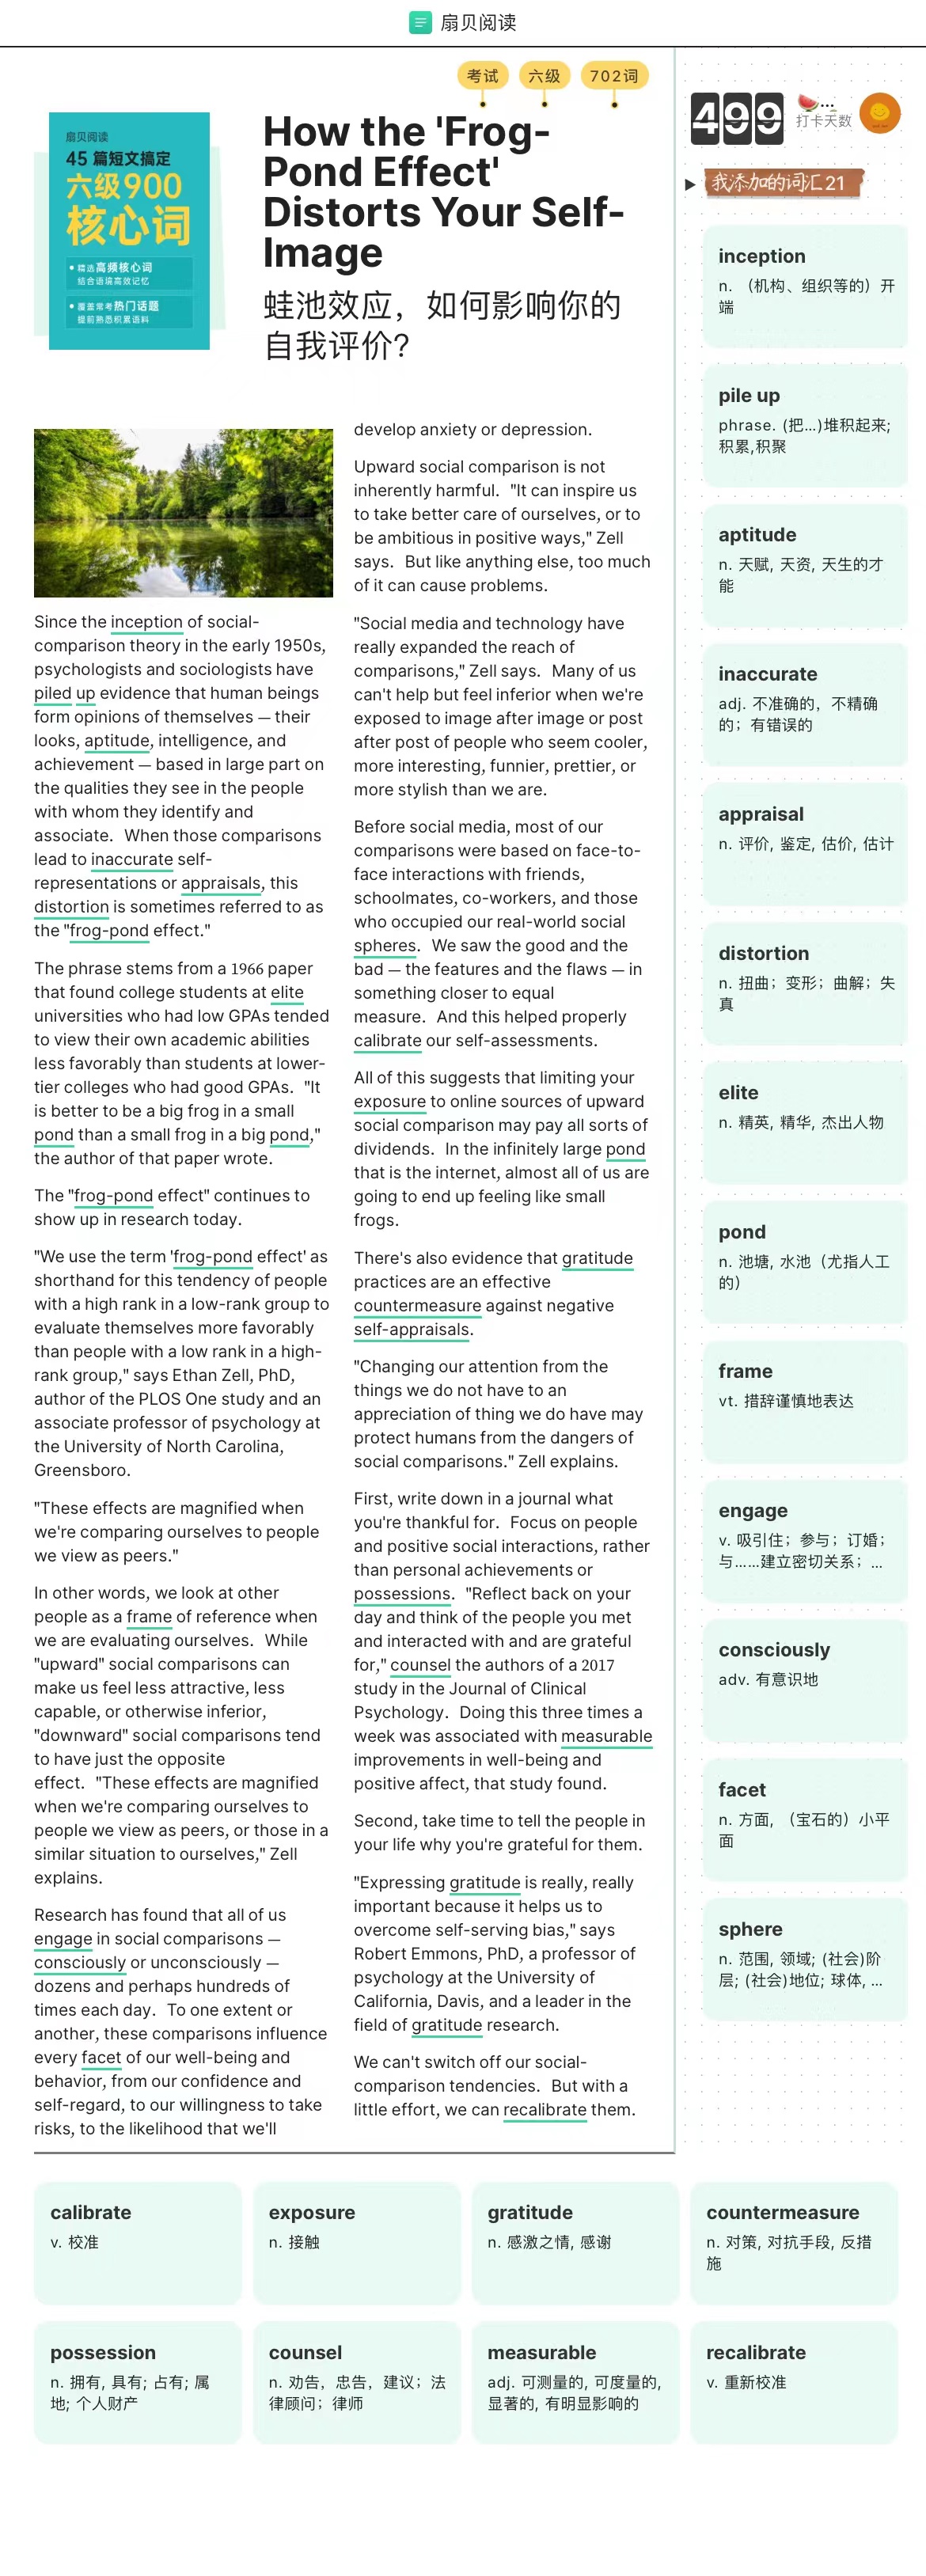 扇贝阅读
考试 六级 702词
扇贝阅读
45 篇短文搞定
六级900
核心词
• 精选高频核心词
结合语境高效记忆
• 覆盖常考热门话题
提前熟悉积累语料
How the 'Frog-
Pond Effect'
Distorts Your Self-
Image
蛙池效应，如何影响你的
自我评价?
Since the inception of social-
comparison theory in the early 1950s,
psychologists and sociologists have
piled up evidence that human beings
form opinions of themselves — their
looks, aptitude, intelligence, and
achievement — based in large part on
the qualities they see in the people
with whom they identify and
associate. When those comparisons
lead to inaccurate self-
representations or appraisals, this
distortion is sometimes referred to as
the "frog-pond effect."
The phrase stems from a 1966 paper
that found college students at elite
universities who had low GPAs tended
to view their own academic abilities
less favorably than students at lower-
tier colleges who had good GPAs. "It
is better to be a big frog in a small
pond than a small frog in a big pond,"
the author of that paper wrote.
The "frog-pond effect" continues to
show up in research today.
"We use the term 'frog-pond effect' as
shorthand for this tendency of people
with a high rank in a low-rank group to
evaluate themselves more favorably
than people with a low rank in a high-
rank group," says Ethan Zell, PhD,
author of the PLOS One study and an
associate professor of psychology at
the University of North Carolina,
Greensboro.
"These effects are magnified when
we're comparing ourselves to people
we view as peers."
In other words, we look at other
people as a frame of reference when
we are evaluating ourselves. While
"upward" social comparisons can
make us feel less attractive, less
capable, or otherwise inferior,
"downward" social comparisons tend
to have just the opposite
effect. "These effects are magnified
when we're comparing ourselves to
people we view as peers, or those in a
similar situation to ourselves," Zell
explains.
Research has found that all of us
engage in social comparisons —
consciously or unconsciously —
dozens and perhaps hundreds of
times each day. To one extent or
another, these comparisons influence
every facet of our well-being and
behavior, from our confidence and
self-regard, to our willingness to take
risks, to the likelihood that we'll
develop anxiety or depression.
Upward social comparison is not
inherently harmful. "It can inspire us
to take better care of ourselves, or to
be ambitious in positive ways," Zell
says. But like anything else, too much
of it can cause problems.
"Social media and technology have
really expanded the reach of
comparisons," Zell says. Many of us
can't help but feel inferior when we're
exposed to image after image or post
after post of people who seem cooler,
more interesting, funnier, prettier, or
more stylish than we are.
Before social media, most of our
comparisons were based on face-to-
face interactions with friends,
schoolmates, co-workers, and those
who occupied our real-world social
spheres. We saw the good and the
bad — the features and the flaws — in
something closer to equal
measure. And this helped properly
calibrate our self-assessments.
All of this suggests that limiting your
exposure to online sources of upward
social comparison may pay all sorts of
dividends. In the infinitely large pond
that is the internet, almost all of us are
going to end up feeling like small
frogs.
There's also evidence that gratitude
practices are an effective
countermeasure against negative
self-appraisals.
"Changing our attention from the
things we do not have to an
appreciation of thing we do have may
protect humans from the dangers of
social comparisons." Zell explains.
First, write down in a journal what
you're thankful for. Focus on people
and positive social interactions, rather
than personal achievements or
possessions. "Reflect back on your
day and think of the people you met
and interacted with and are grateful
for," counsel the authors of a 2017
study in the Journal of Clinical
Psychology. Doing this three times a
week was associated with measurable
improvements in well-being and
positive affect, that study found.
Second, take time to tell the people in
your life why you're grateful for them.
"Expressing gratitude is really, really
important because it helps us to
overcome self-serving bias," says
Robert Emmons, PhD, a professor of
psychology at the University of
California, Davis, and a leader in the
field of gratitude research.
We can't switch off our social-
comparison tendencies. But with a
little effort, we can recalibrate them.
499
🍉...
打卡天数
我添加的词汇21
inception
n. （机构、组织等的）开
端
pile up
phrase. (把...)堆积起来;
积累,积聚
aptitude
n. 天赋, 天资, 天生的才
能
inaccurate
adj. 不准确的，不精确
的；有错误的
appraisal
n. 评价, 鉴定, 估价, 估计
distortion
n. 扭曲；变形；曲解；失
真
elite
n. 精英, 精华, 杰出人物
pond
n. 池塘, 水池（尤指人工
的）
frame
vt. 措辞谨慎地表达
engage
v. 吸引住；参与；订婚；
与……建立密切关系；...
consciously
adv. 有意识地
facet
n. 方面, （宝石的）小平
面
sphere
n. 范围, 领域; (社会)阶
层; (社会)地位; 球体, ...
calibrate
v. 校准
exposure
n. 接触
gratitude
n. 感激之情, 感谢
countermeasure
n. 对策, 对抗手段, 反措
施
possession
n. 拥有, 具有; 占有; 属
地; 个人财产
counsel
n. 劝告，忠告，建议；法
律顾问；律师
measurable
adj. 可测量的, 可度量的,
显著的, 有明显影响的
recalibrate
v. 重新校准